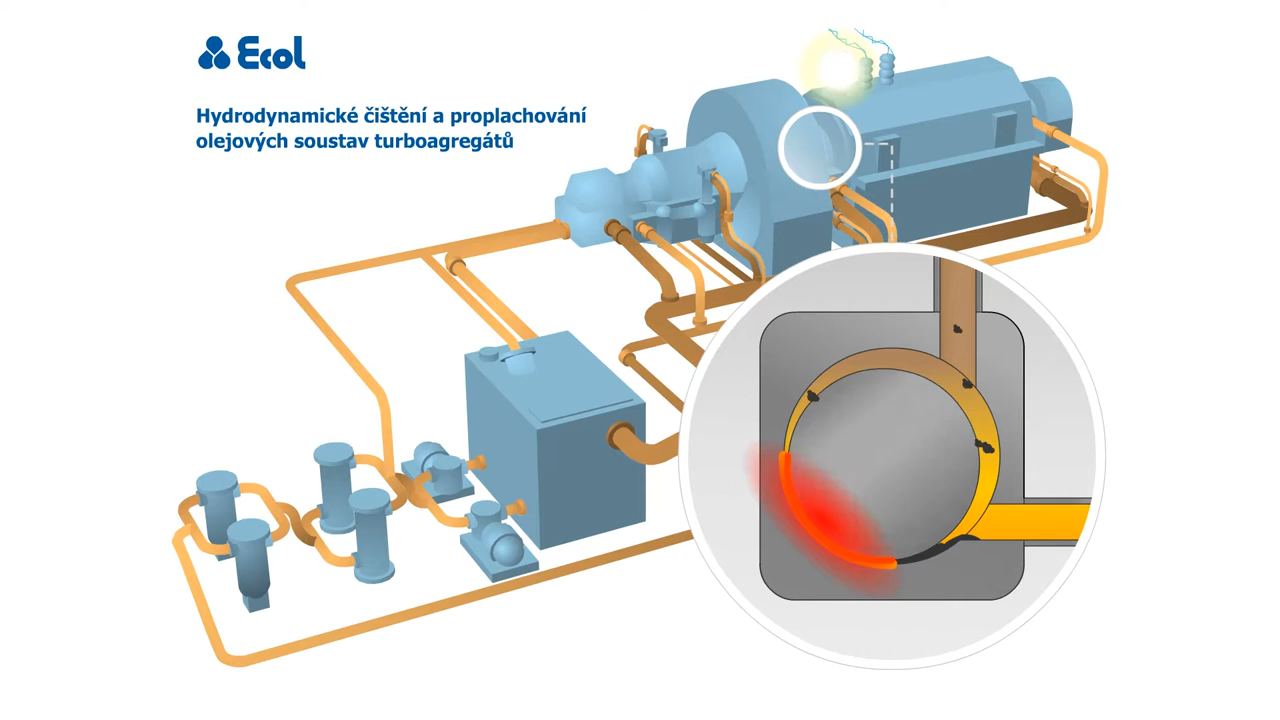 Ecol
Hydrodynamické čištění a proplachování
olejových soustav turboagregátů